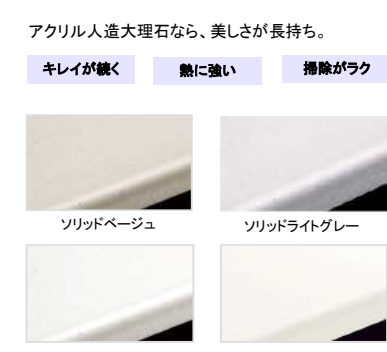 アクリル人造大理石なら、美しさが長持ち。
キレイが続く 熱に強い 掃除がラク
ソリッドベージュ ソリッドライトグレー